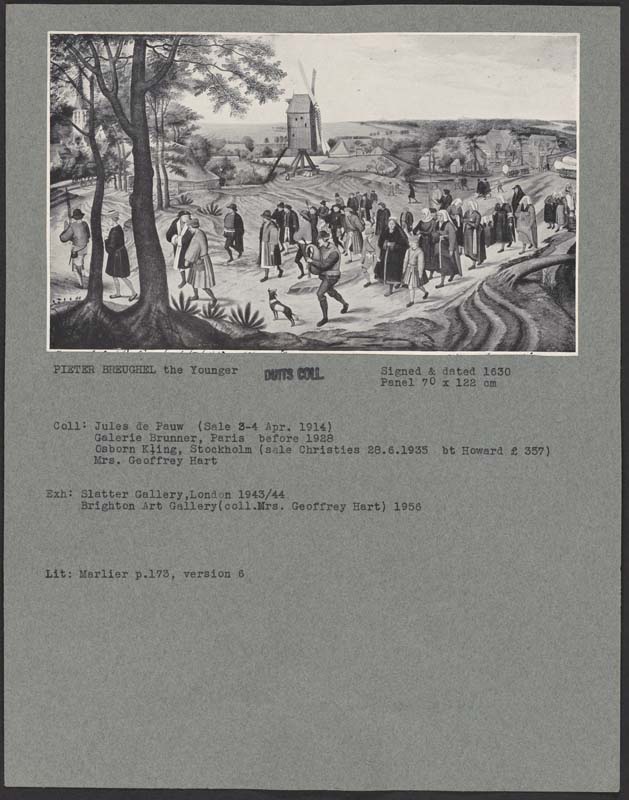 PIETER BREUGHEL the Younger
DUITS COLL.
Signed & dated 1630
Panel 70 x 122 cm
Coll: Jules de Pauw (Sale 3-4 Apr. 1914)
Galerie Brunner, Paris before 1928
Osborn Kling, Stockholm (sale Christies 28.6.1935 bt Howard £ 357)
Mrs. Geoffrey Hart
Exh: Slatter Gallery,London 1943/44
Brighton Art Gallery(coll.Mrs. Geoffrey Hart) 1956
Lit: Marlier p.173, version 6